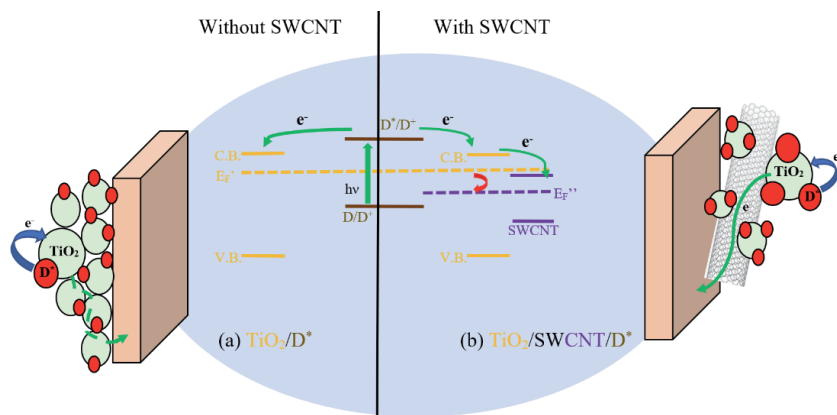 Without SWCNT
With SWCNT
e⁻
D*/D⁺
e⁻
e⁻
C.B.
C.B.
E_F'
hν
E_F''
D/D⁺
SWCNT
V.B.
V.B.
e⁻
TiO₂
D*
TiO₂
e⁻
D*
e⁻
(a) TiO₂/D*
(b) TiO₂/SWCNT/D*